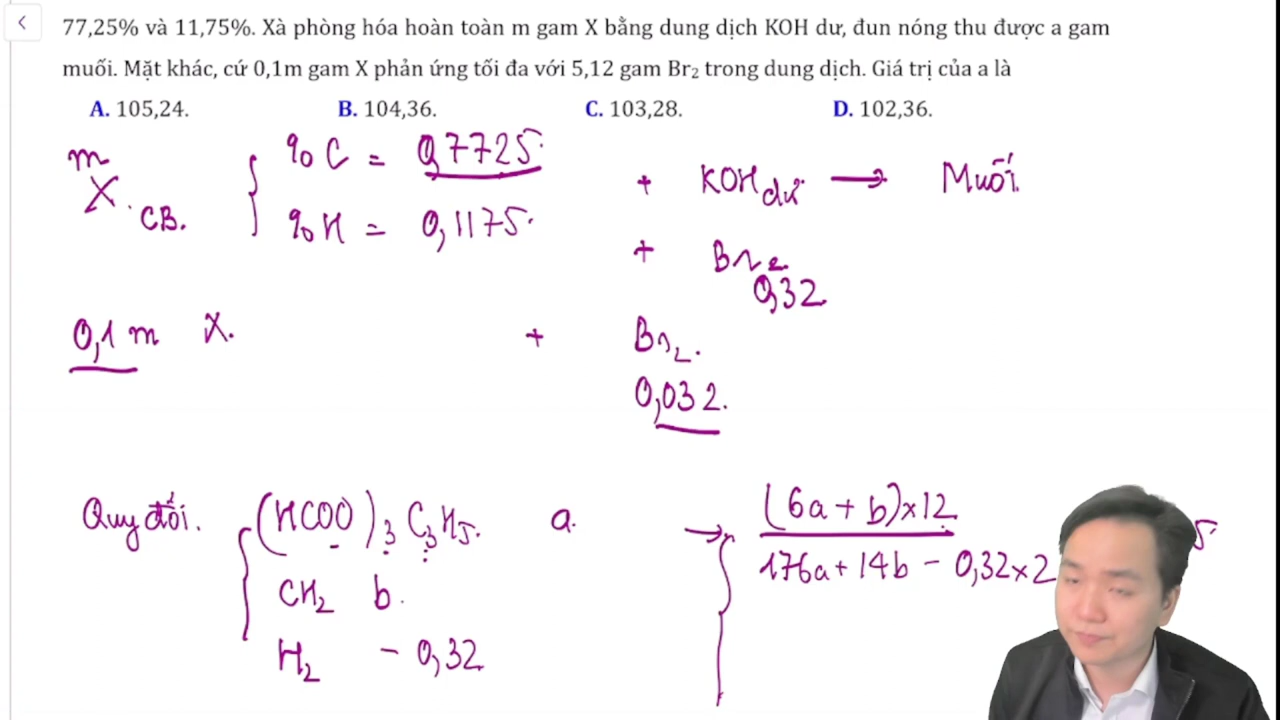 77,25% và 11,75%. Xà phòng hóa hoàn toàn m gam X bằng dung dịch KOH dư, đun nóng thu được a gam
muối. Mặt khác, cứ 0,1m gam X phản ứng tối đa với 5,12 gam Br₂ trong dung dịch. Giá trị của a là
A. 105,24. B. 104,36. C. 103,28. D. 102,36.
m
X. CB.
%C = 0,7725.
%H = 0,1175.
+ KOH dư → Muối.
+ Br₂
0,32
0,1m X. + Br₂.
0,032.
Quy đổi. (HCOO)₃C₃H₅. a.
CH₂ b.
H₂ - 0,32
→ (6a + b)×12
176a + 14b - 0,32×2
5